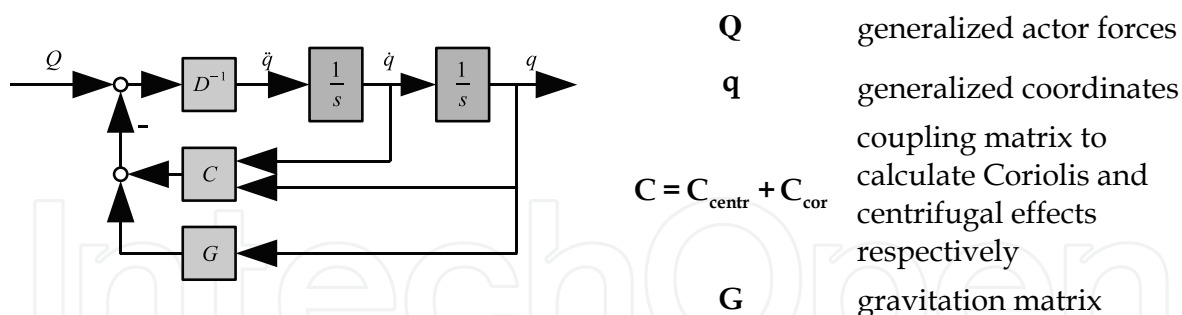 Q
D⁻¹
q̈
1/s
q̇
1/s
q
-
C
G
Q generalized actor forces
q generalized coordinates
C = C_centr + C_cor
coupling matrix to
calculate Coriolis and
centrifugal effects
respectively
G gravitation matrix
IntechOpen